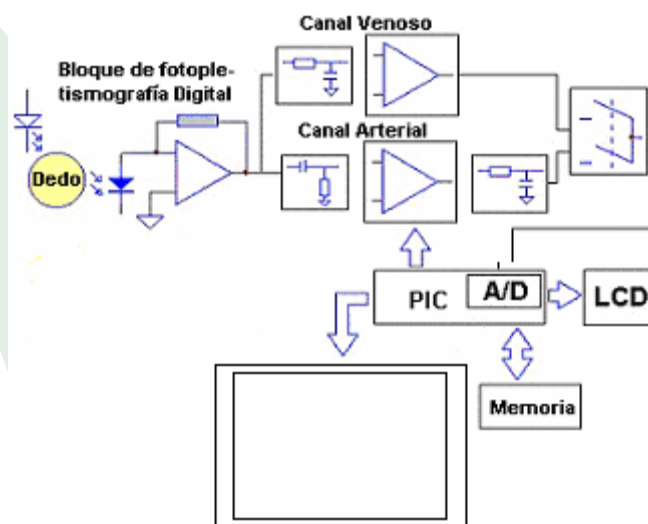 Canal Venoso
Bloque de fotople-
tismografía Digital
Canal Arterial
Dedo
PIC
A/D
LCD
Memoria